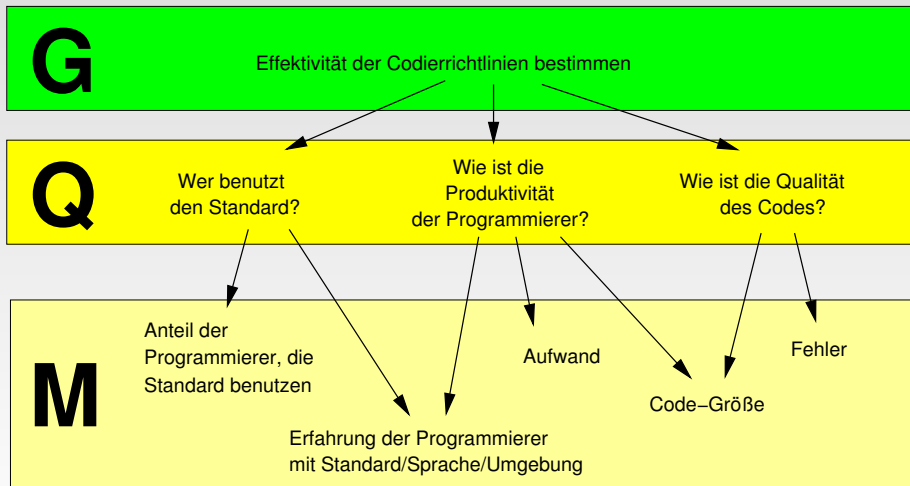 G
Effektivität der Codierrichtlinien bestimmen
Q
Wer benutzt
den Standard?
Wie ist die
Produktivität
der Programmierer?
Wie ist die Qualität
des Codes?
M
Anteil der
Programmierer, die
Standard benutzen
Erfahrung der Programmierer
mit Standard/Sprache/Umgebung
Aufwand
Code−Größe
Fehler